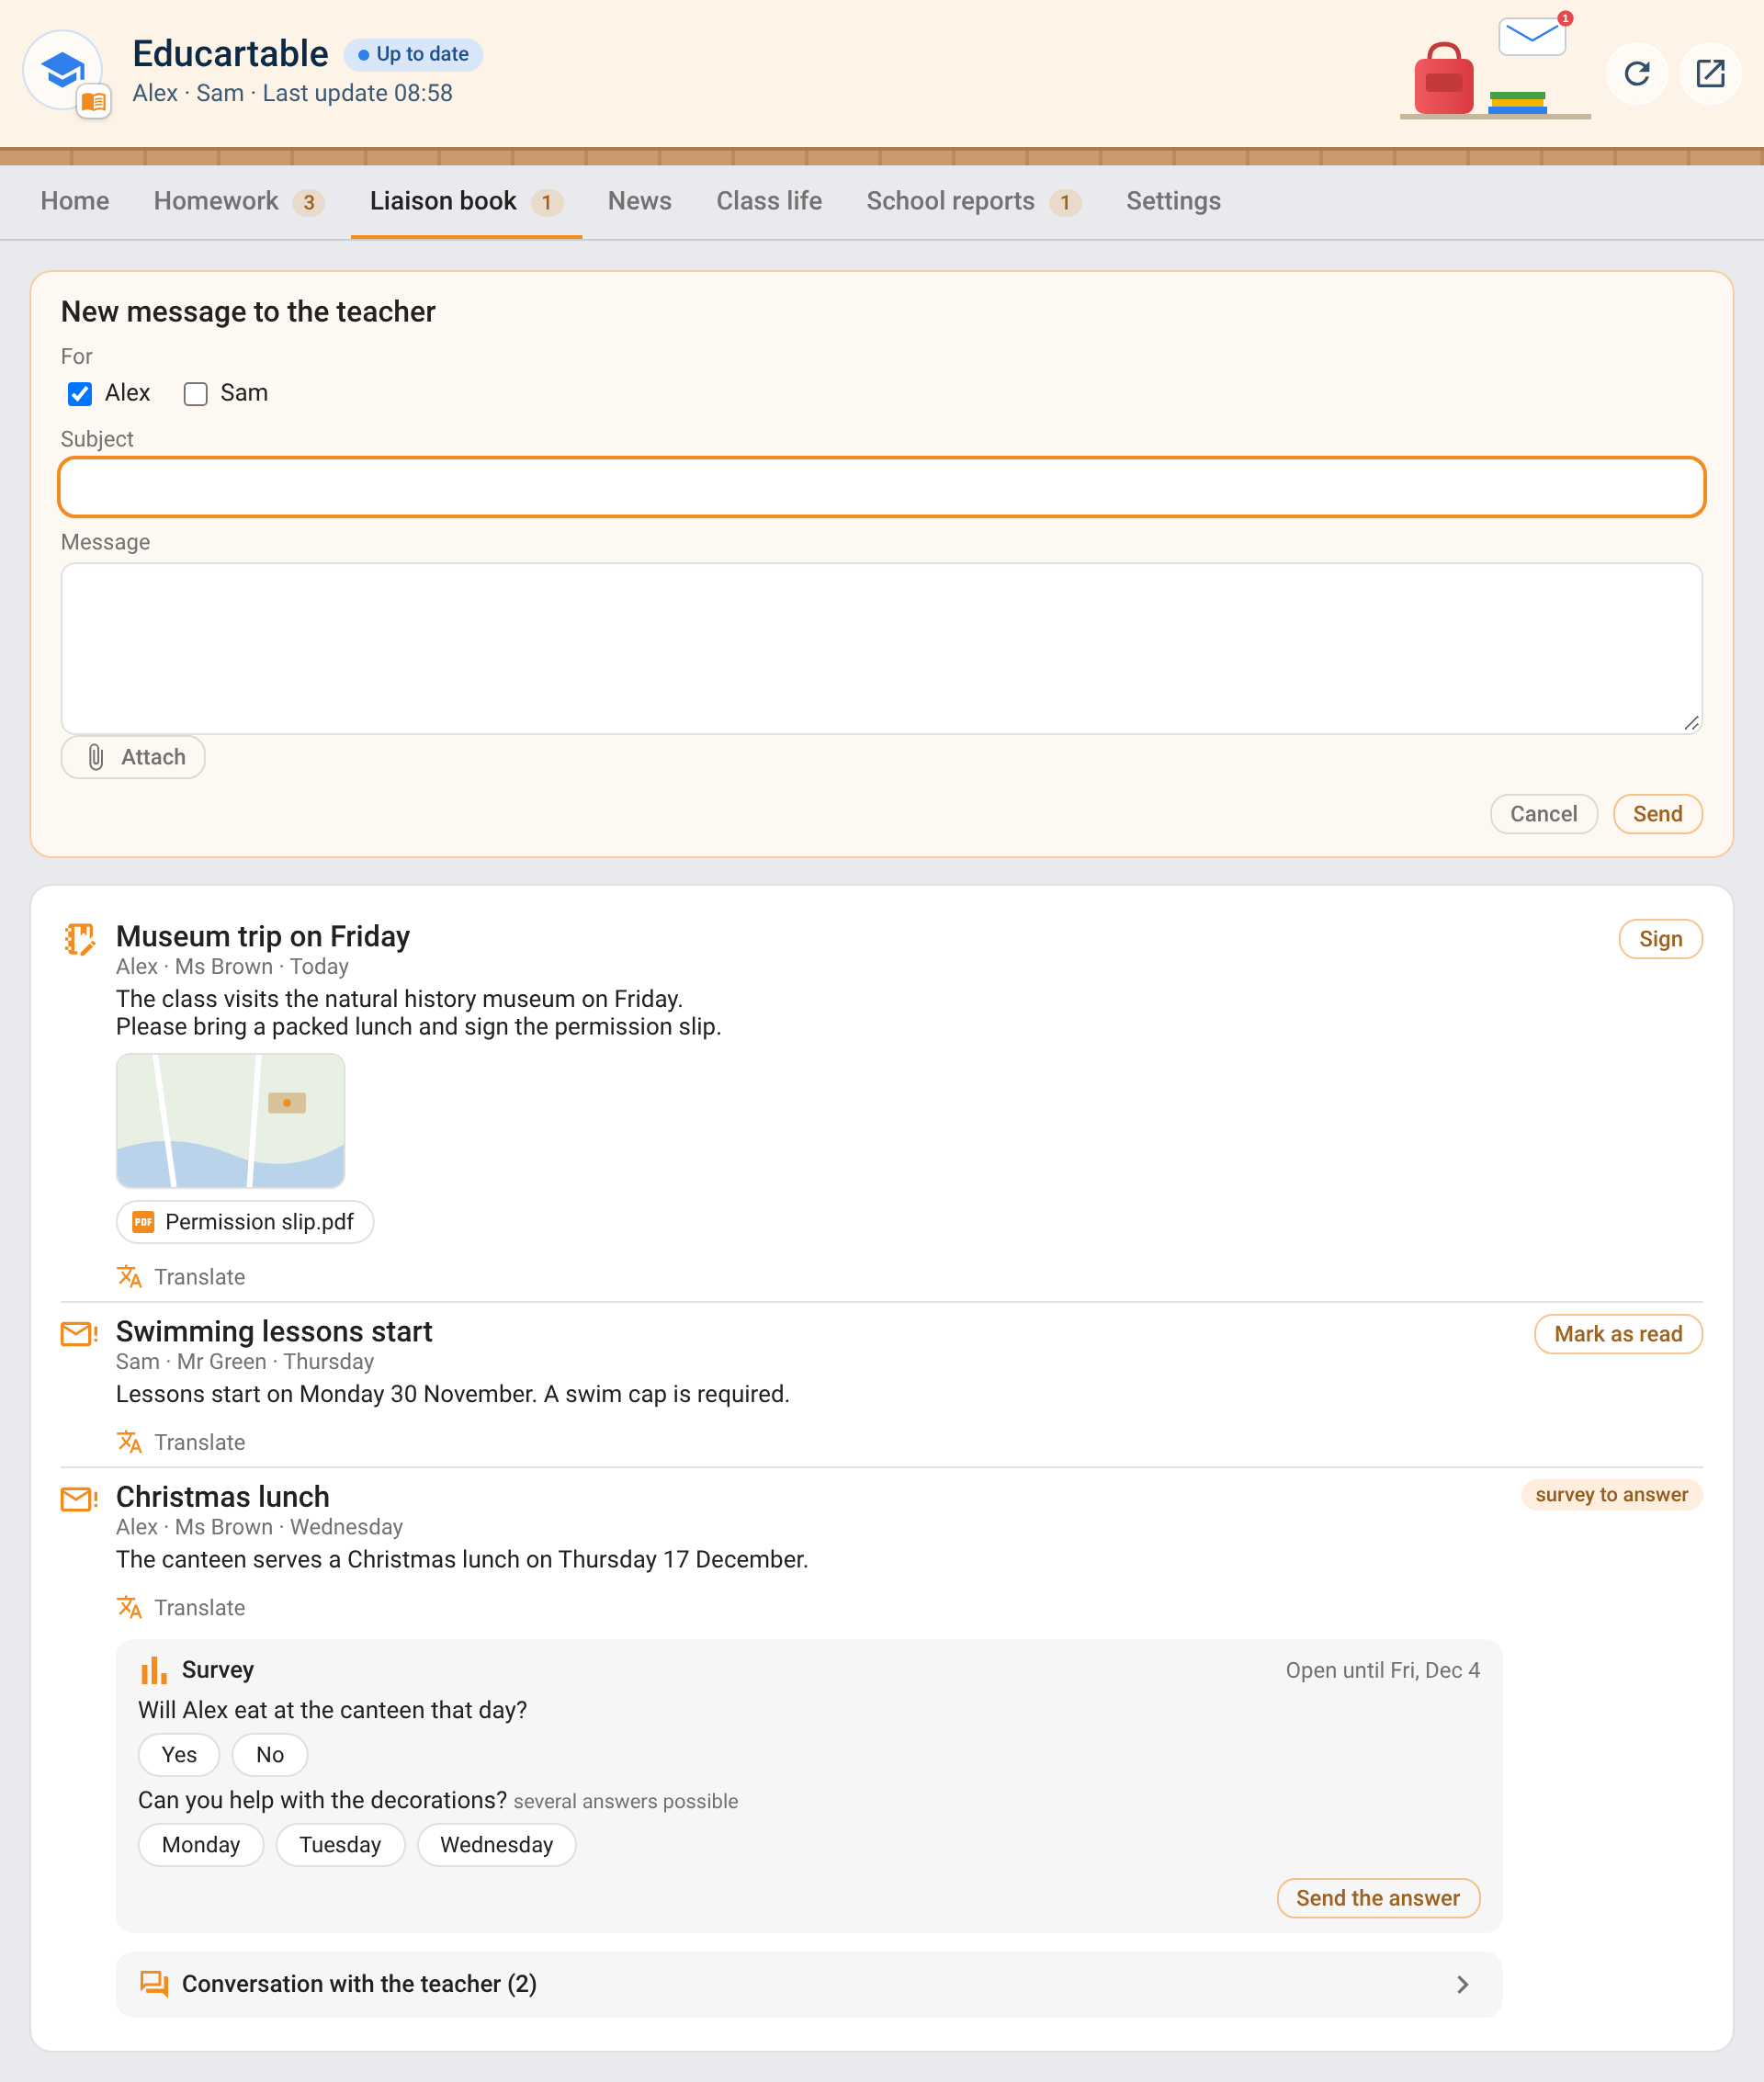 Educartable
Up to date
Alex · Sam · Last update 08:58
1
Home
Homework 3
Liaison book 1
News
Class life
School reports 1
Settings
New message to the teacher
For
Alex
Sam
Subject
Message
Attach
Cancel
Send
Museum trip on Friday
Sign
Alex · Ms Brown · Today
The class visits the natural history museum on Friday.
Please bring a packed lunch and sign the permission slip.
PDF Permission slip.pdf
Translate
Swimming lessons start
Mark as read
Sam · Mr Green · Thursday
Lessons start on Monday 30 November. A swim cap is required.
Translate
Christmas lunch
survey to answer
Alex · Ms Brown · Wednesday
The canteen serves a Christmas lunch on Thursday 17 December.
Translate
Survey
Open until Fri, Dec 4
Will Alex eat at the canteen that day?
Yes
No
Can you help with the decorations? several answers possible
Monday
Tuesday
Wednesday
Send the answer
Conversation with the teacher (2)